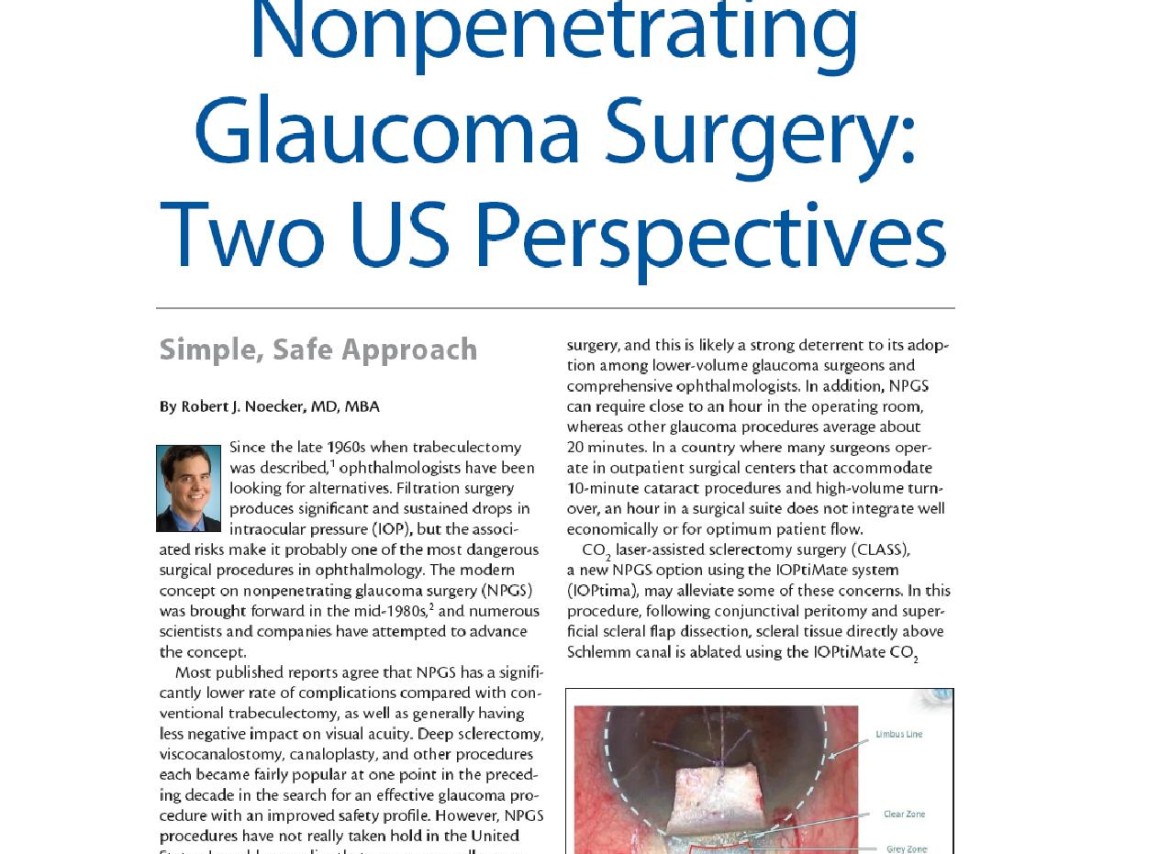 Nonpenetrating
Glaucoma Surgery:
Two US Perspectives
Simple, Safe Approach
By Robert J. Noecker, MD, MBA
Since the late 1960s when trabeculectomy
was described,1 ophthalmologists have been
looking for alternatives. Filtration surgery
produces significant and sustained drops in
intraocular pressure (IOP), but the associ-
ated risks make it probably one of the most dangerous
surgical procedures in ophthalmology. The modern
concept on nonpenetrating glaucoma surgery (NPGS)
was brought forward in the mid-1980s,2 and numerous
scientists and companies have attempted to advance
the concept.
Most published reports agree that NPGS has a signifi-
cantly lower rate of complications compared with con-
ventional trabeculectomy, as well as generally having
less negative impact on visual acuity. Deep sclerectomy,
viscocanalostomy, canaloplasty, and other procedures
each became fairly popular at one point in the preced-
ing decade in the search for an effective glaucoma pro-
cedure with an improved safety profile. However, NPGS
procedures have not really taken hold in the United
surgery, and this is likely a strong deterrent to its adop-
tion among lower-volume glaucoma surgeons and
comprehensive ophthalmologists. In addition, NPGS
can require close to an hour in the operating room,
whereas other glaucoma procedures average about
20 minutes. In a country where many surgeons oper-
ate in outpatient surgical centers that accommodate
10-minute cataract procedures and high-volume turn-
over, an hour in a surgical suite does not integrate well
economically or for optimum patient flow.
CO2 laser-assisted sclerectomy surgery (CLASS),
a new NPGS option using the IOPtiMate system
(IOPtima), may alleviate some of these concerns. In this
procedure, following conjunctival peritomy and super-
ficial scleral flap dissection, scleral tissue directly above
Schlemm canal is ablated using the IOPtiMate CO2
Limbus Line
Clear Zone
Grey Zone